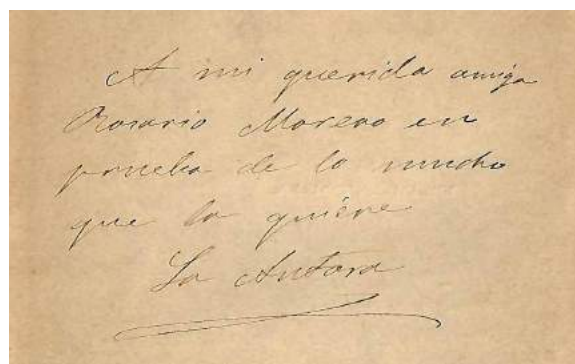 A mi querida amiga
Rosario Moreno en
prueba de lo mucho
que la quiere
La Autora